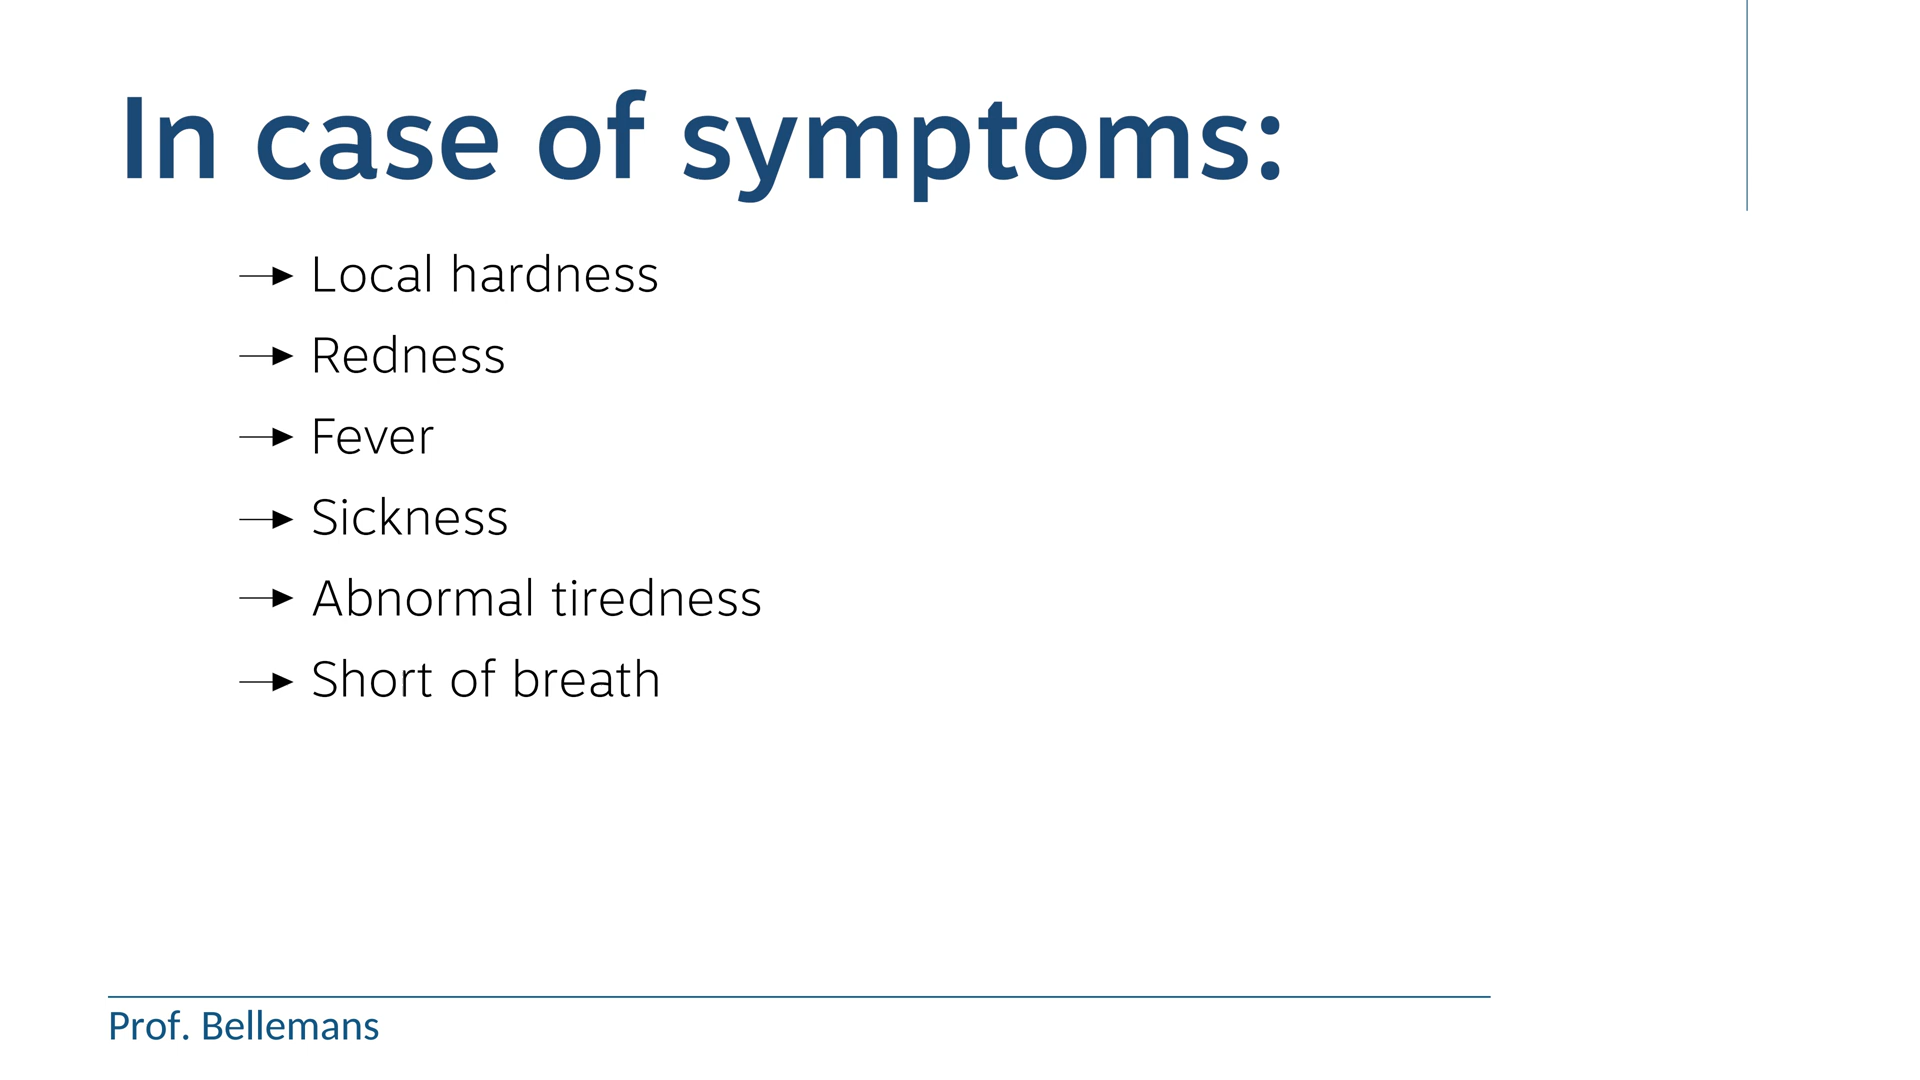 In case of symptoms:
Local hardness
Redness
Fever
Sickness
Abnormal tiredness
Short of breath
Prof. Bellemans